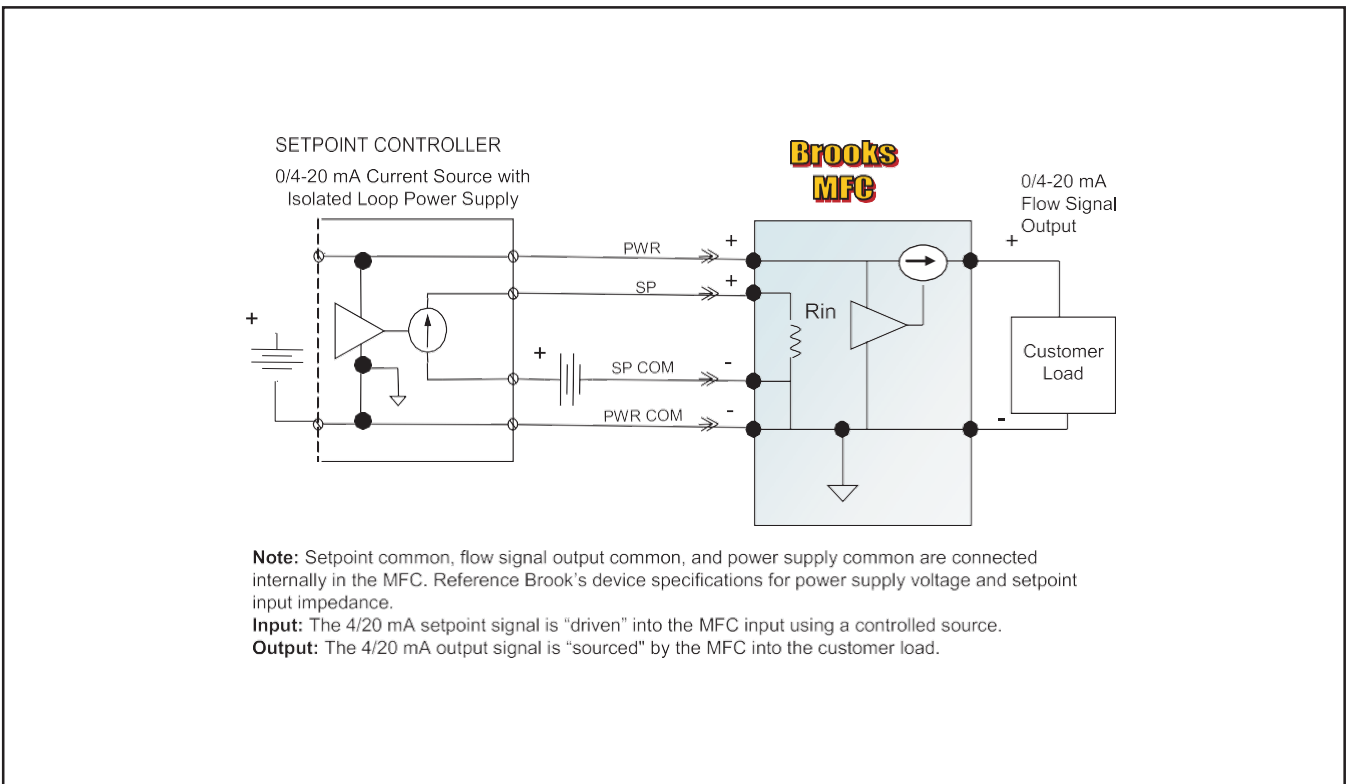 SETPOINT CONTROLLER
0/4-20 mA Current Source with
Isolated Loop Power Supply
Brooks
MFC
0/4-20 mA
Flow Signal
Output
+
PWR
+
+
SP
+
Rin
+
+
SP COM
-
Customer
Load
PWR COM
-
-
Note: Setpoint common, flow signal output common, and power supply common are connected
internally in the MFC. Reference Brook's device specifications for power supply voltage and setpoint
input impedance.
Input: The 4/20 mA setpoint signal is “driven” into the MFC input using a controlled source.
Output: The 4/20 mA output signal is “sourced" by the MFC into the customer load.